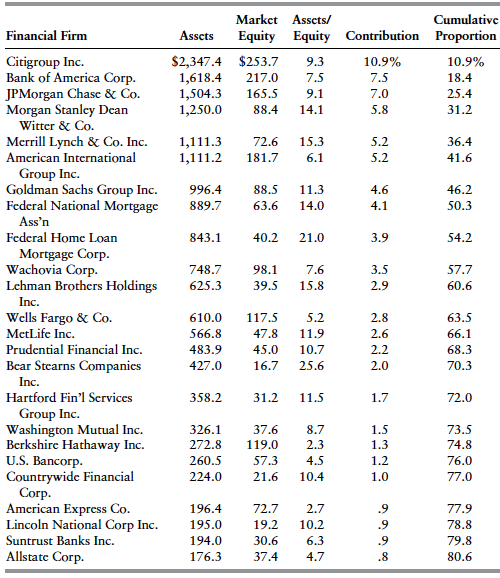 Market Assets/ Cumulative
Financial Firm Assets Equity Equity Contribution Proportion
Citigroup Inc. $2,347.4 $253.7 9.3 10.9% 10.9%
Bank of America Corp. 1,618.4 217.0 7.5 7.5 18.4
JPMorgan Chase & Co. 1,504.3 165.5 9.1 7.0 25.4
Morgan Stanley Dean 1,250.0 88.4 14.1 5.8 31.2
Witter & Co.
Merrill Lynch & Co. Inc. 1,111.3 72.6 15.3 5.2 36.4
American International 1,111.2 181.7 6.1 5.2 41.6
Group Inc.
Goldman Sachs Group Inc. 996.4 88.5 11.3 4.6 46.2
Federal National Mortgage 889.7 63.6 14.0 4.1 50.3
Ass'n
Federal Home Loan 843.1 40.2 21.0 3.9 54.2
Mortgage Corp.
Wachovia Corp. 748.7 98.1 7.6 3.5 57.7
Lehman Brothers Holdings 625.3 39.5 15.8 2.9 60.6
Inc.
Wells Fargo & Co. 610.0 117.5 5.2 2.8 63.5
MetLife Inc. 566.8 47.8 11.9 2.6 66.1
Prudential Financial Inc. 483.9 45.0 10.7 2.2 68.3
Bear Stearns Companies 427.0 16.7 25.6 2.0 70.3
Inc.
Hartford Fin'l Services 358.2 31.2 11.5 1.7 72.0
Group Inc.
Washington Mutual Inc. 326.1 37.6 8.7 1.5 73.5
Berkshire Hathaway Inc. 272.8 119.0 2.3 1.3 74.8
U.S. Bancorp. 260.5 57.3 4.5 1.2 76.0
Countrywide Financial 224.0 21.6 10.4 1.0 77.0
Corp.
American Express Co. 196.4 72.7 2.7 .9 77.9
Lincoln National Corp Inc. 195.0 19.2 10.2 .9 78.8
Suntrust Banks Inc. 194.0 30.6 6.3 .9 79.8
Allstate Corp. 176.3 37.4 4.7 .8 80.6